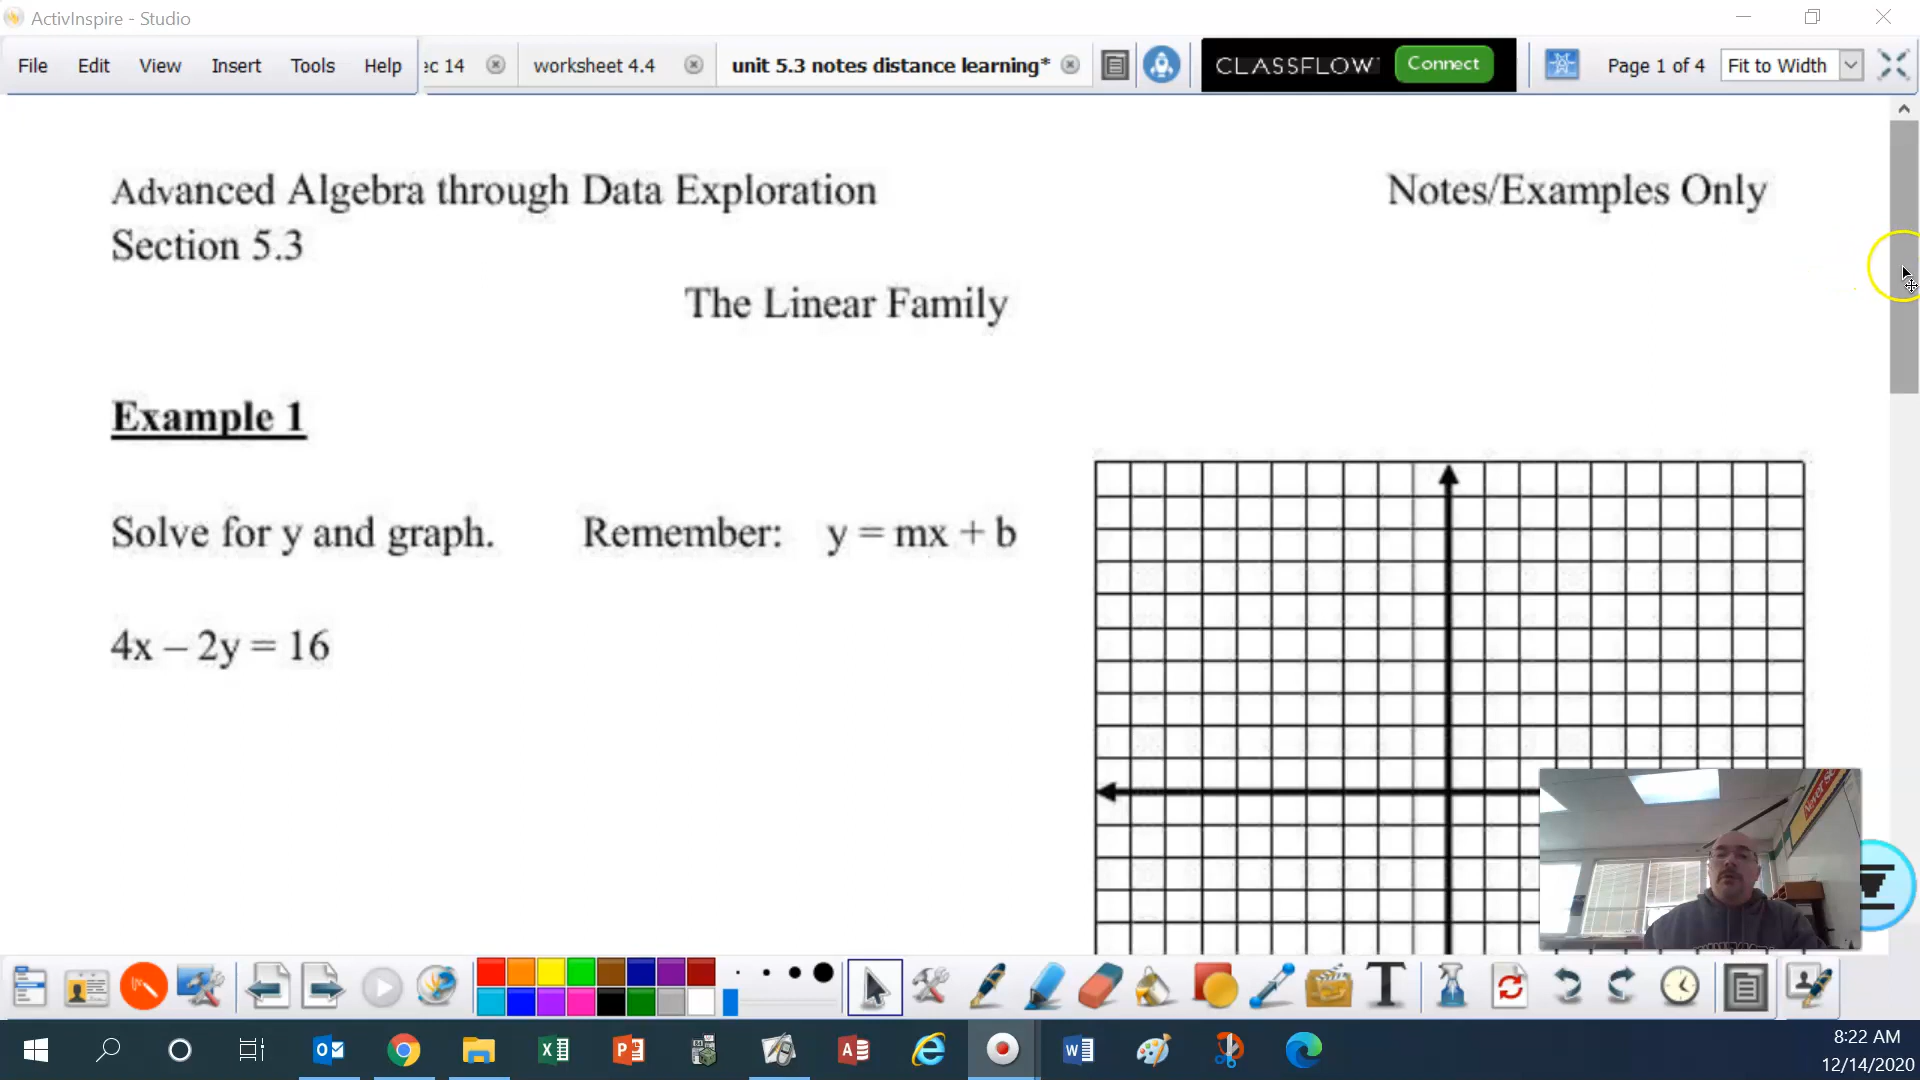 ActivInspire - Studio
File Edit View Insert Tools Help ec 14 worksheet 4.4 unit 5.3 notes distance learning* CLASSFLOW Connect Page 1 of 4 Fit to Width
Advanced Algebra through Data Exploration Notes/Examples Only
Section 5.3
The Linear Family
Example 1
Solve for y and graph. Remember: y = mx + b
4x – 2y = 16
Never
T
8:22 AM
12/14/2020